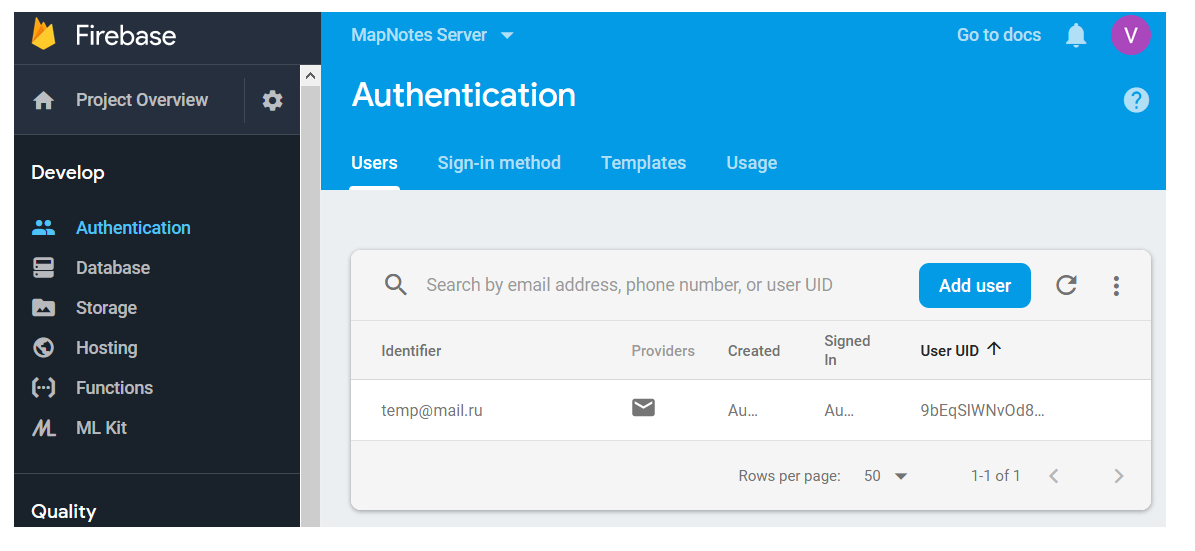 Firebase
Project Overview
Develop
Authentication
Database
Storage
Hosting
Functions
ML Kit
Quality
MapNotes Server
Go to docs
V
Authentication
?
Users Sign-in method Templates Usage
Search by email address, phone number, or user UID
Add user
Identifier Providers Created Signed In User UID
temp@mail.ru Au... Au... 9bEqSlWNvOd8...
Rows per page: 50 1-1 of 1